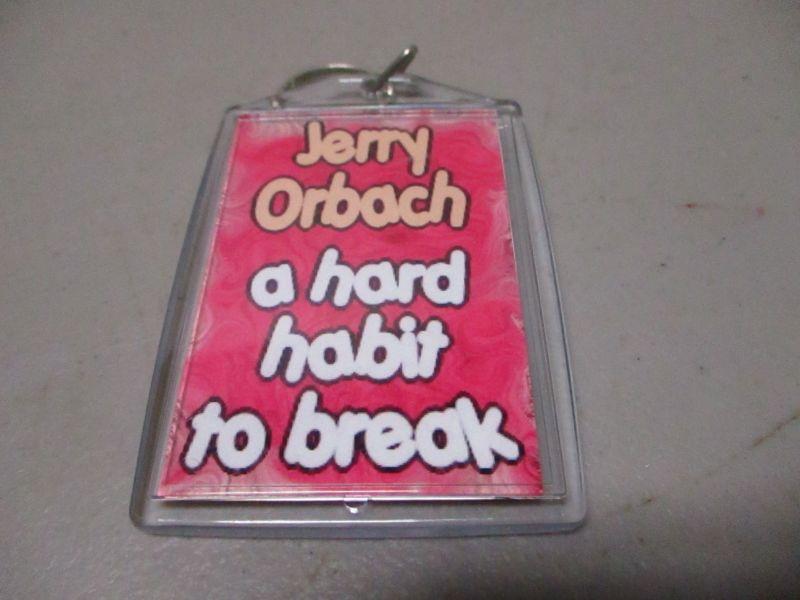 Jerry
Orbach
a hard
habit
to break